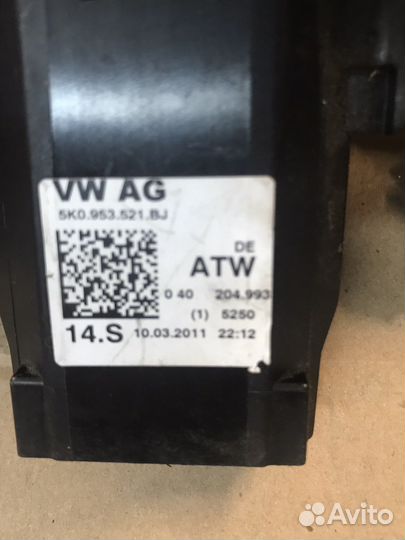 VW AG
5K0.953.521.BJ
DE
ATW
0 40 204.993
(1) 5250
14.S 10.03.2011 22:12
Avito